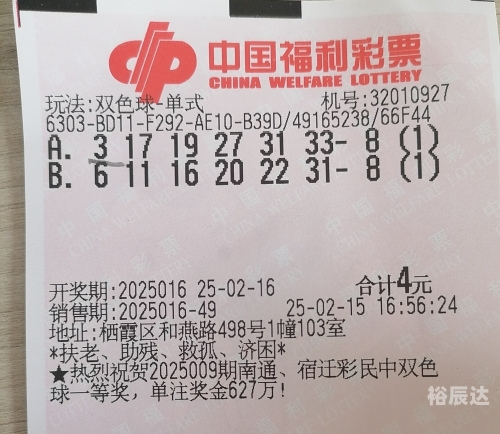 中国福利彩票
CHINA WELFARE LOTTERY
玩法:双色球-单式 机号:32010927
6303-BD11-F292-AE10-B39D/49165238/66F44
A. 3 17 19 27 31 33- 8 (1)
B. 6 11 16 20 22 31- 8 (1)
开奖期:2025016 25-02-16 合计4元
销售期:2025016-49 25-02-15 16:56:24
地址:栖霞区和燕路498号1幢103室
*扶老、助残、救孤、济困*
★热烈祝贺2025009期南通、宿迁彩民中双色
球一等奖,单注奖金627万!
裕辰达